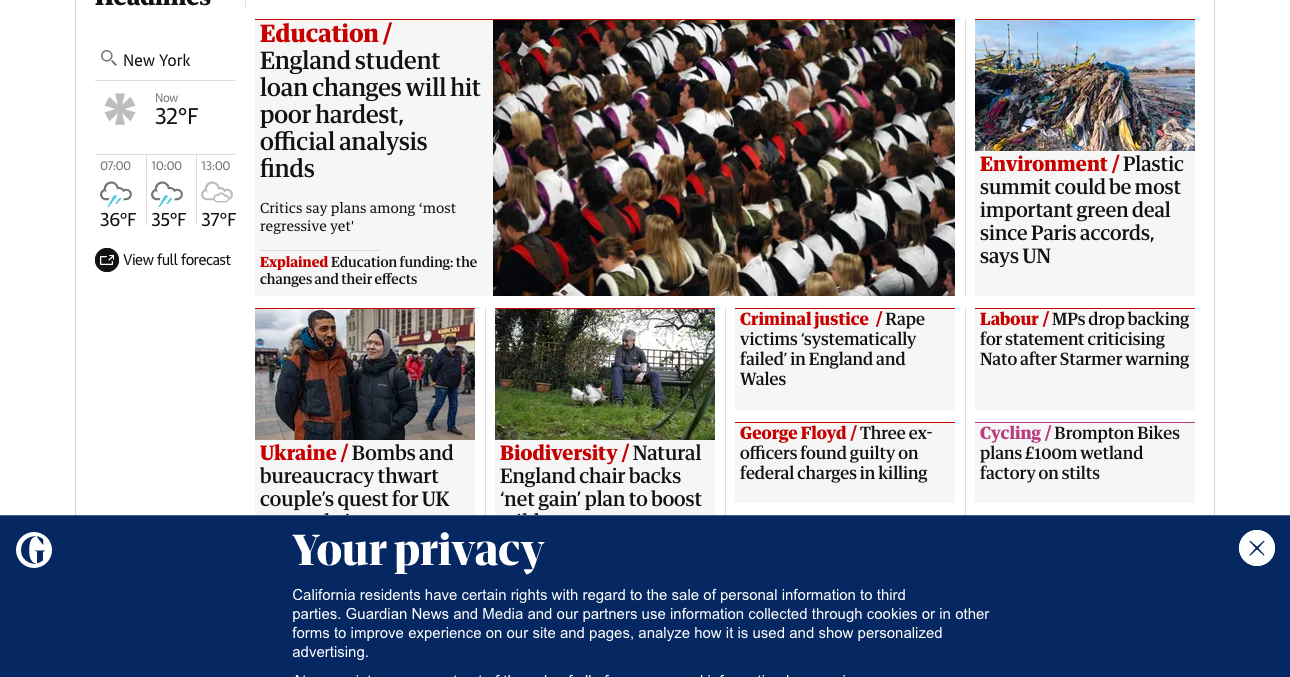 Headlines
New York
Now
32°F
07:00
10:00
13:00
36°F
35°F
37°F
View full forecast
Education /
England student
loan changes will hit
poor hardest,
official analysis
finds
Critics say plans among ‘most
regressive yet'
Explained Education funding: the
changes and their effects
Environment / Plastic
summit could be most
important green deal
since Paris accords,
says UN
Ukraine / Bombs and
bureaucracy thwart
couple’s quest for UK
Biodiversity / Natural
England chair backs
‘net gain’ plan to boost
Criminal justice / Rape
victims ‘systematically
failed’ in England and
Wales
George Floyd / Three ex-
officers found guilty on
federal charges in killing
Labour / MPs drop backing
for statement criticising
Nato after Starmer warning
Cycling / Brompton Bikes
plans £100m wetland
factory on stilts
Your privacy
California residents have certain rights with regard to the sale of personal information to third
parties. Guardian News and Media and our partners use information collected through cookies or in other
forms to improve experience on our site and pages, analyze how it is used and show personalized
advertising.